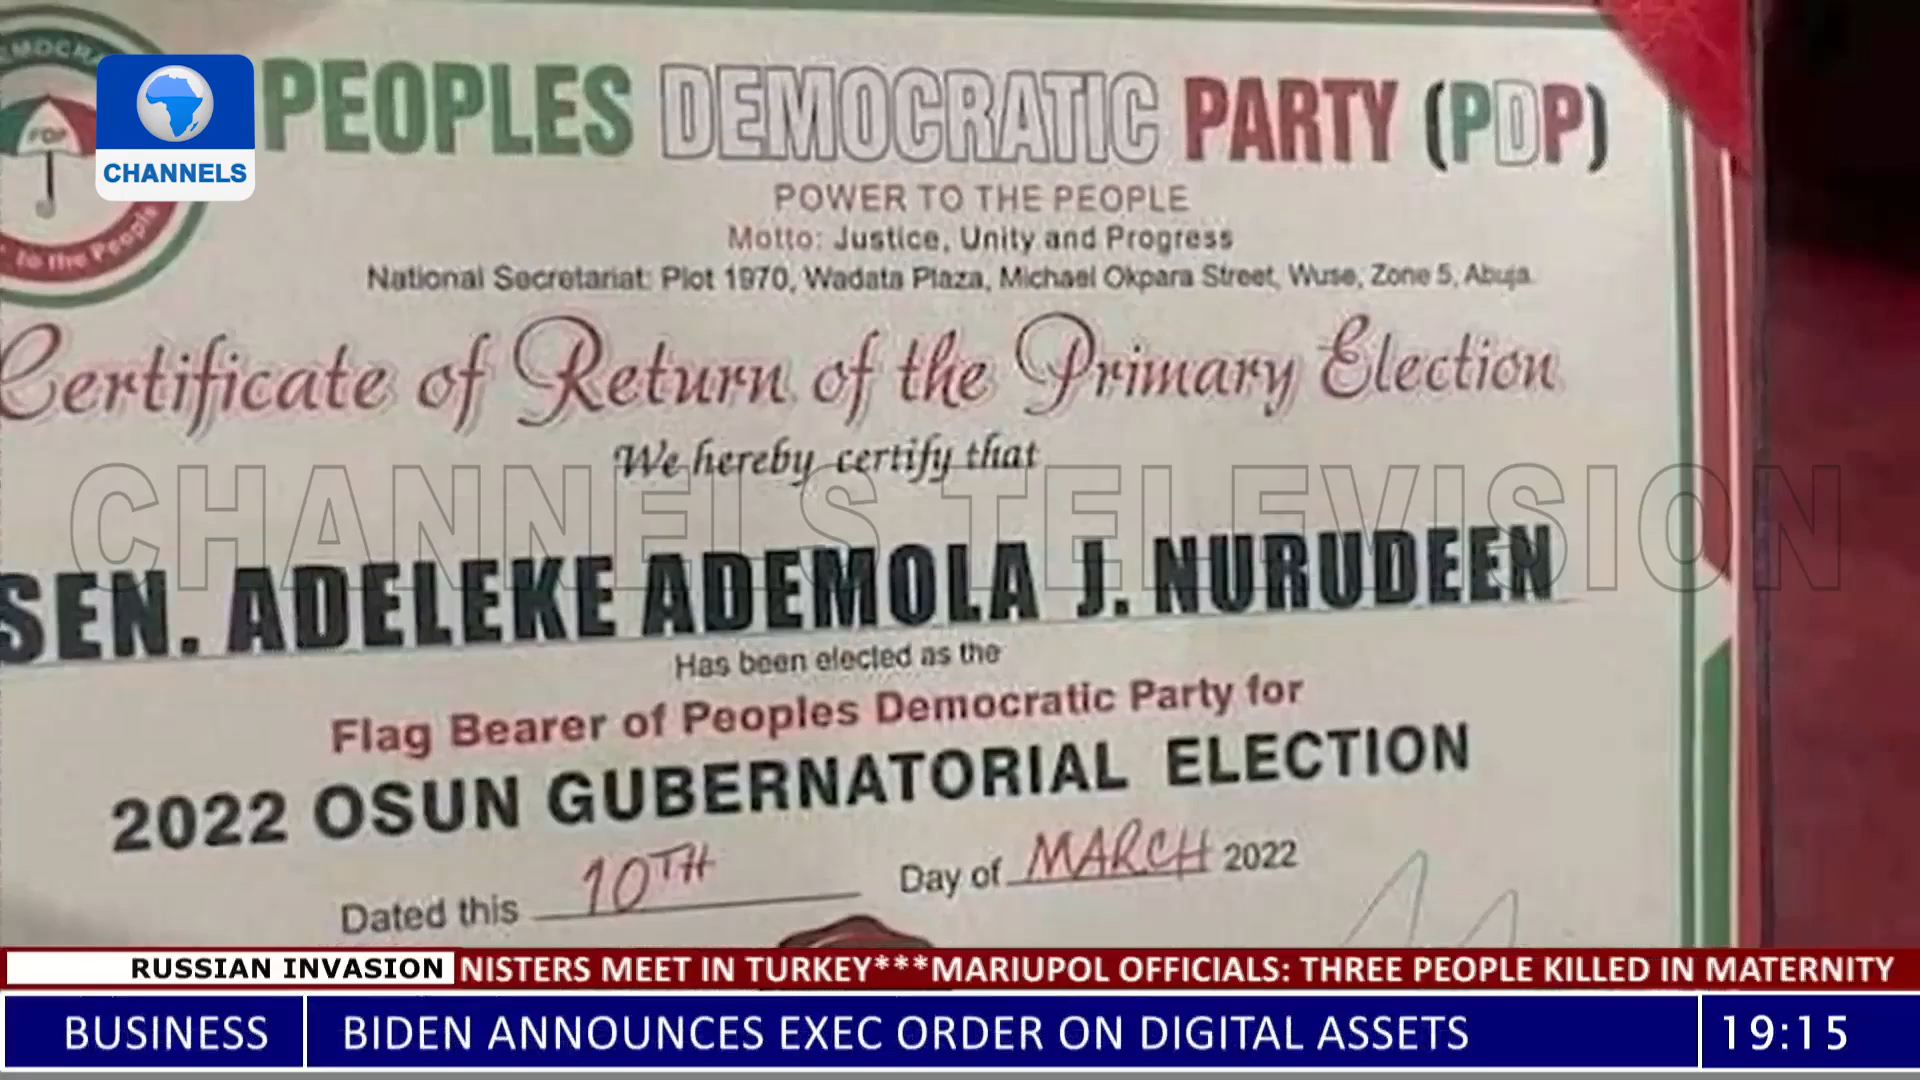 PEOPLES DEMOCRATIC PARTY (PDP)
POWER TO THE PEOPLE
Motto: Justice, Unity and Progress
National Secretariat: Plot 1970, Wadata Plaza, Michael Okpara Street, Wuse, Zone 5, Abuja.
PDP
to the People
CHANNELS
Certificate of Return of the Primary Election
We hereby certify that
CHANNELS TELEVISION
SEN. ADELEKE ADEMOLA J. NURUDEEN
Has been elected as the
Flag Bearer of Peoples Democratic Party for
2022 OSUN GUBERNATORIAL ELECTION
Dated this 10TH Day of MARCH 2022
RUSSIAN INVASION NISTERS MEET IN TURKEY***MARIUPOL OFFICIALS: THREE PEOPLE KILLED IN MATERNITY
BUSINESS BIDEN ANNOUNCES EXEC ORDER ON DIGITAL ASSETS 19:15